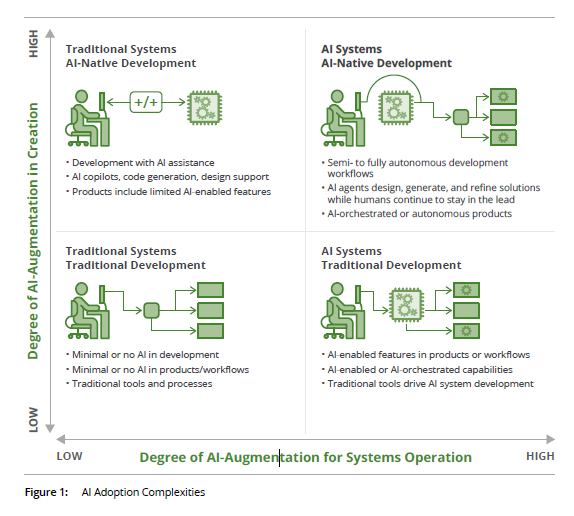 HIGH
Degree of AI-Augmentation in Creation
LOW
Traditional Systems
AI-Native Development
+/+
• Development with AI assistance
• AI copilots, code generation, design support
• Products include limited AI-enabled features
AI Systems
AI-Native Development
• Semi- to fully autonomous development
workflows
• AI agents design, generate, and refine solutions
while humans continue to stay in the lead
• AI-orchestrated or autonomous products
Traditional Systems
Traditional Development
• Minimal or no AI in development
• Minimal or no AI in products/workflows
• Traditional tools and processes
AI Systems
Traditional Development
• AI-enabled features in products or workflows
• AI-enabled or AI-orchestrated capabilities
• Traditional tools drive AI system development
LOW
Degree of AI-Augmentation for Systems Operation
HIGH
Figure 1: AI Adoption Complexities